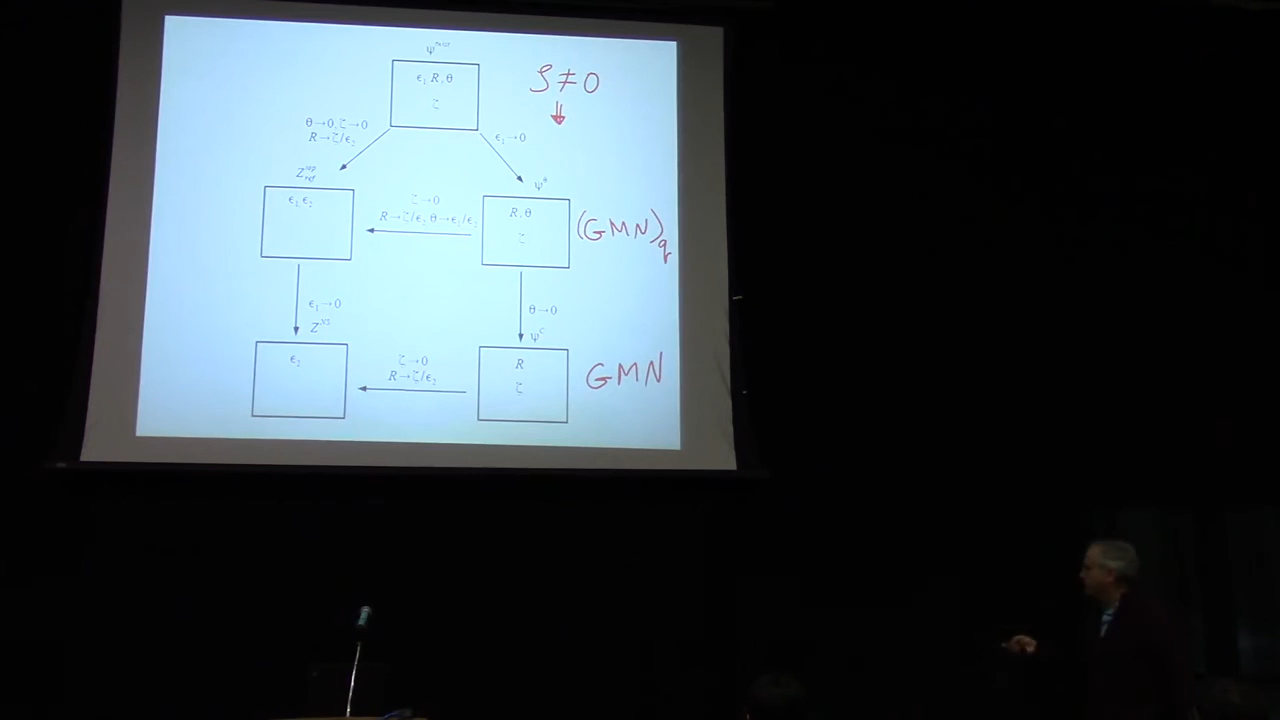 ε₁ R, θ
ζ
ζ ≠ 0
⇓
θ→0, ζ→0
R→ζ/ε₂
ε₁→0
ε₁ ε₂
ζ→0
R→ζ/ε₂ θ→ε₁/ε₂
R, θ
ζ
(GMN)q
ε₁→0
θ→0
Z^NS
ψ^C
ε₂
ζ→0
R→ζ/ε₂
R
ζ
GMN